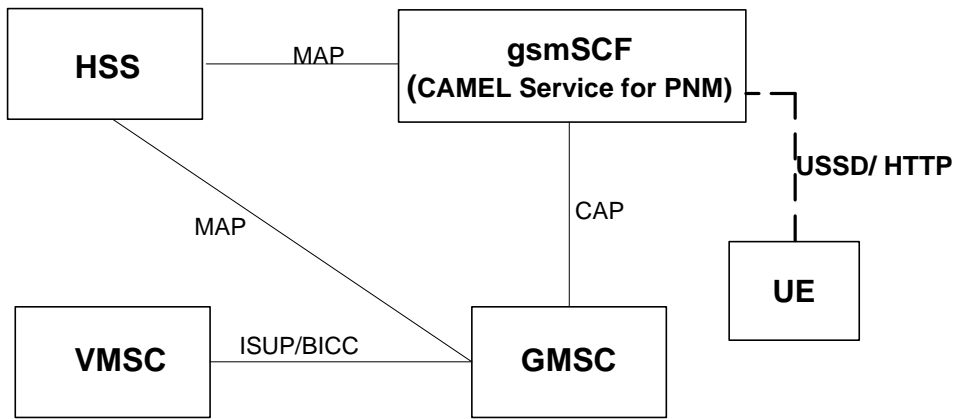 HSS
MAP
gsmSCF
(CAMEL Service for PNM)
USSD/ HTTP
MAP
CAP
UE
VMSC
ISUP/BICC
GMSC